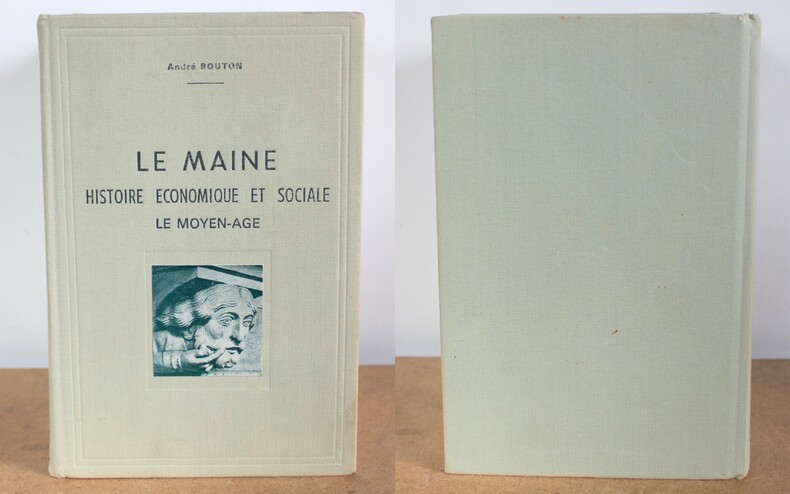 André BOUTON
LE MAINE
HISTOIRE ECONOMIQUE ET SOCIALE
LE MOYEN-AGE